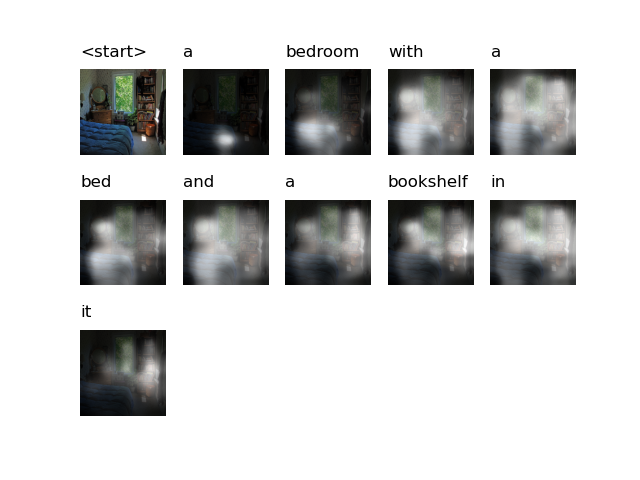 <start> a bedroom with a
bed and a bookshelf in
it